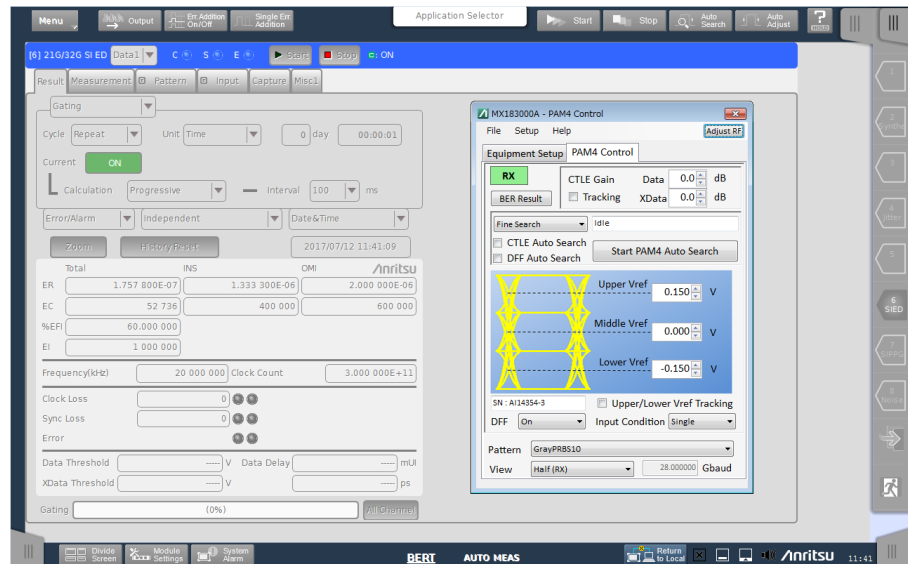 Menu
Output
Err Addition On/Off
Single Err Addition
Application Selector
Start
Stop
Auto Search
Auto Adjust
?
HOLD
[6] 21G/32G SI ED Data1 C S E Start Stop C: ON
Result Measurement Pattern Input Capture Misc1
Gating
Cycle Repeat Unit Time 0 day 00:00:01
Current ON
Calculation Progressive Interval 100 ms
Error/Alarm Independent Date&Time
Zoom History Reset 2017/07/12 11:41:09
Total INS OMI Anritsu
ER 1.757 800E-07 1.333 300E-06 2.000 000E-06
EC 52 736 400 000 600 000
%EFI 60.000 000
EI 1 000 000
Frequency(kHz) 20 000 000 Clock Count 3.000 000E+11
Clock Loss 0
Sync Loss 0
Error
Data Threshold ----- V Data Delay ----- mUI
XData Threshold ----- V ----- ps
Gating (0%) All Channel
MX183000A - PAM4 Control
File Setup Help Adjust RF
Equipment Setup PAM4 Control
RX CTLE Gain Data 0.0 dB
BER Result Tracking XData 0.0 dB
Fine Search Idle
CTLE Auto Search
DFF Auto Search
Start PAM4 Auto Search
Upper Vref 0.150 V
Middle Vref 0.000 V
Lower Vref -0.150 V
SN : AI14354-3 Upper/Lower Vref Tracking
DFF On Input Condition Single
Pattern GrayPRBS10
View Half (RX) 28.000000 Gbaud
1
2
Synthe
3
4
Jitter
5
6
SIED
7
SIPPG
8
Noise
Divide Screen
Module Settings
System Alarm
BERT AUTO MEAS
Return to Local
Anritsu 11:41